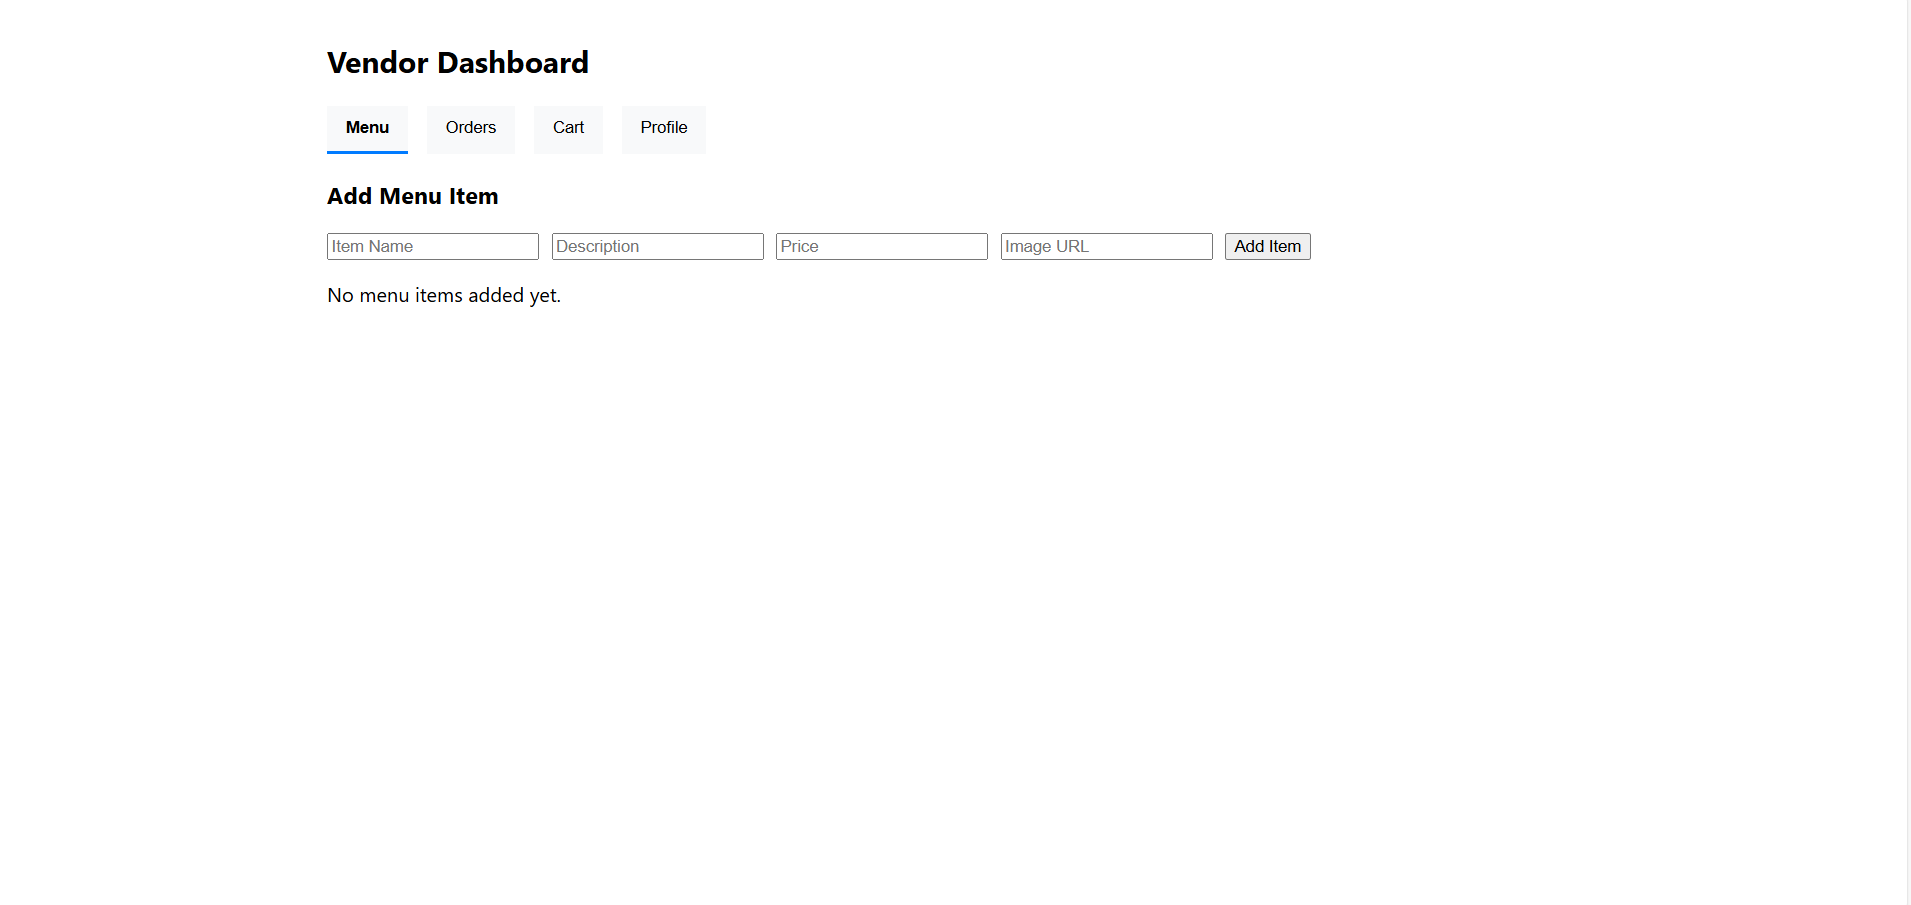 Vendor Dashboard
Menu Orders Cart Profile
Add Menu Item
Item Name Description Price Image URL Add Item
No menu items added yet.